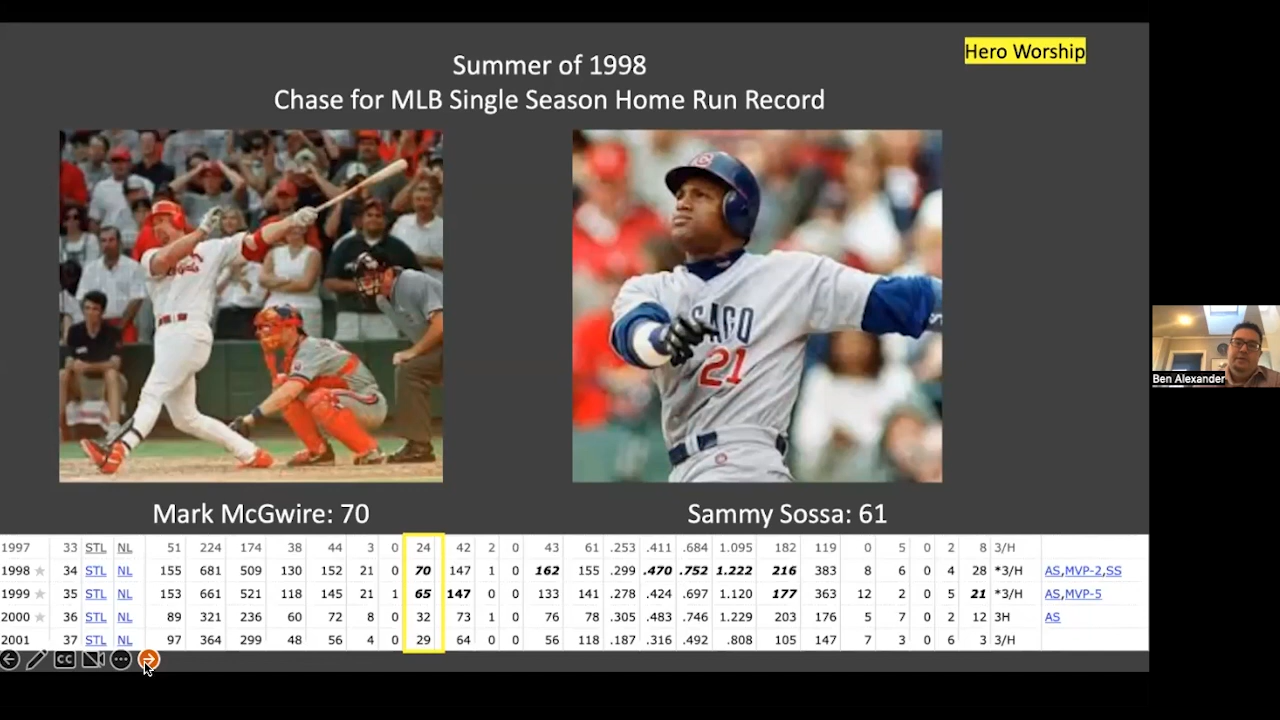 Hero Worship
Summer of 1998
Chase for MLB Single Season Home Run Record
CAGO
21
Ben Alexander
Mark McGwire: 70
Sammy Sossa: 61
1997 33 STL NL 51 224 174 38 44 3 0 24 42 2 0 43 61 .253 .411 .684 1.095 182 119 0 5 0 2 8 3/H
1998 34 STL NL 155 681 509 130 152 21 0 70 147 1 0 162 155 .299 .470 .752 1.222 216 383 8 6 0 4 28 *3/H AS,MVP-2,SS
1999 35 STL NL 153 661 521 118 145 21 1 65 147 0 0 133 141 .278 .424 .697 1.120 177 363 12 2 0 5 21 *3/H AS,MVP-5
2000 36 STL NL 89 321 236 60 72 8 0 32 73 1 0 76 78 .305 .483 .746 1.229 203 176 5 7 0 2 12 3H AS
2001 37 STL NL 97 364 299 48 56 4 0 29 64 0 0 56 118 .187 .316 .492 .808 105 147 7 3 0 6 3 3/H
CC